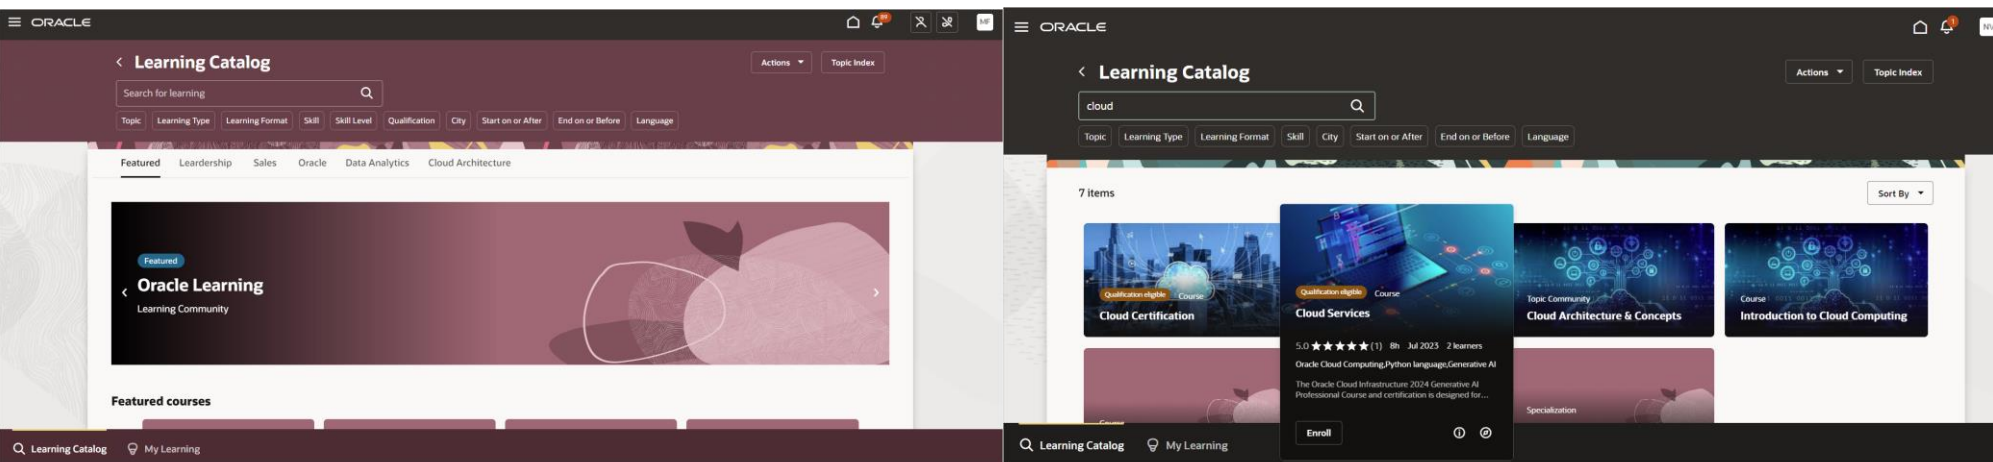 ORACLE
99
MF
Learning Catalog
Actions
Topic Index
Search for learning
Topic Learning Type Learning Format Skill Skill Level Qualification City Start on or After End on or Before Language
Featured Leardership Sales Oracle Data Analytics Cloud Architecture
Featured
Oracle Learning
Learning Community
Featured courses
Learning Catalog My Learning
ORACLE
1
NV
Learning Catalog
Actions
Topic Index
cloud
Topic Learning Type Learning Format Skill City Start on or After End on or Before Language
7 items
Sort By
Qualification eligible Course
Cloud Certification
Qualification eligible Course
Cloud Services
5.0 ★★★★★ (1) 8h Jul 2023 2 learners
Oracle Cloud Computing,Python language,Generative AI
The Oracle Cloud Infrastructure 2024 Generative AI
Professional Course and certification is designed for...
Enroll
Topic Community
Cloud Architecture & Concepts
Course
Introduction to Cloud Computing
Course
Specialization
Learning Catalog My Learning